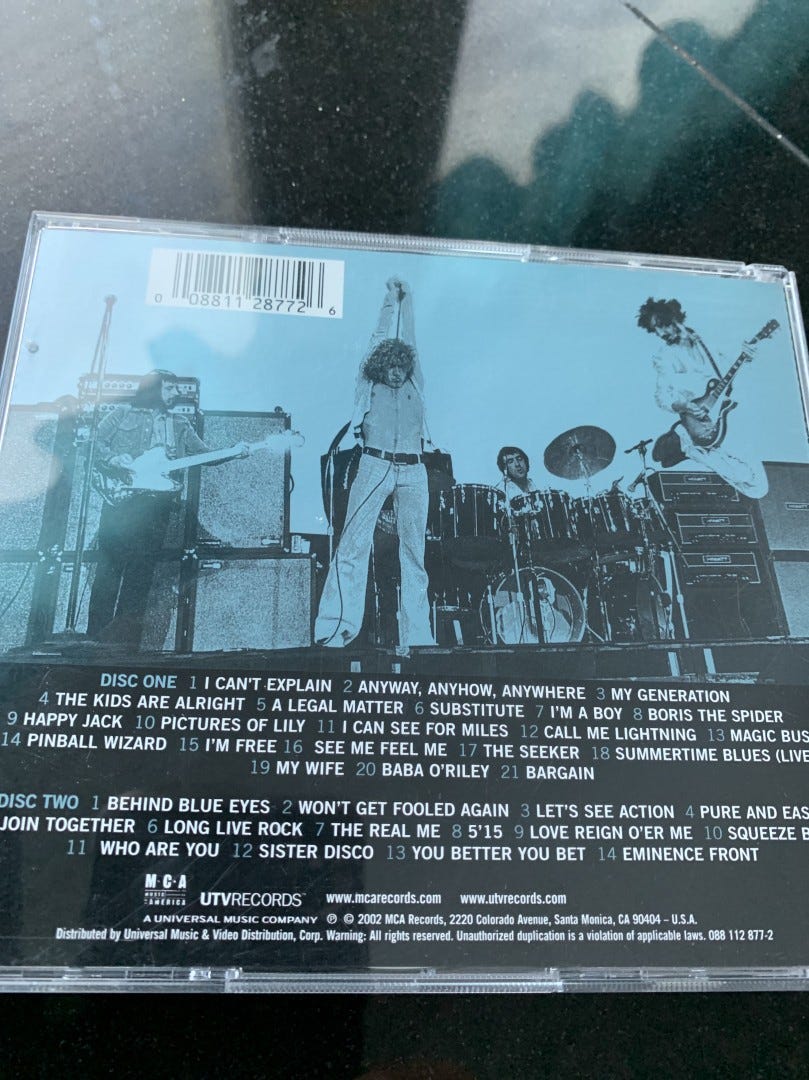 0 08811 28772 6
DISC ONE 1 I CAN'T EXPLAIN 2 ANYWAY, ANYHOW, ANYWHERE 3 MY GENERATION
4 THE KIDS ARE ALRIGHT 5 A LEGAL MATTER 6 SUBSTITUTE 7 I'M A BOY 8 BORIS THE SPIDER
9 HAPPY JACK 10 PICTURES OF LILY 11 I CAN SEE FOR MILES 12 CALL ME LIGHTNING 13 MAGIC BUS
14 PINBALL WIZARD 15 I'M FREE 16 SEE ME FEEL ME 17 THE SEEKER 18 SUMMERTIME BLUES (LIVE
19 MY WIFE 20 BABA O'RILEY 21 BARGAIN
DISC TWO 1 BEHIND BLUE EYES 2 WON'T GET FOOLED AGAIN 3 LET'S SEE ACTION 4 PURE AND EAS
JOIN TOGETHER 6 LONG LIVE ROCK 7 THE REAL ME 8 5'15 9 LOVE REIGN O'ER ME 10 SQUEEZE B
11 WHO ARE YOU 12 SISTER DISCO 13 YOU BETTER YOU BET 14 EMINENCE FRONT
M·C·A
MUSIC
AMERICA
UTVRECORDS™ www.mcarecords.com www.utvrecords.com
A UNIVERSAL MUSIC COMPANY ℗ © 2002 MCA Records, 2220 Colorado Avenue, Santa Monica, CA 90404 – U.S.A.
Distributed by Universal Music & Video Distribution, Corp. Warning: All rights reserved. Unauthorized duplication is a violation of applicable laws. 088 112 877-2